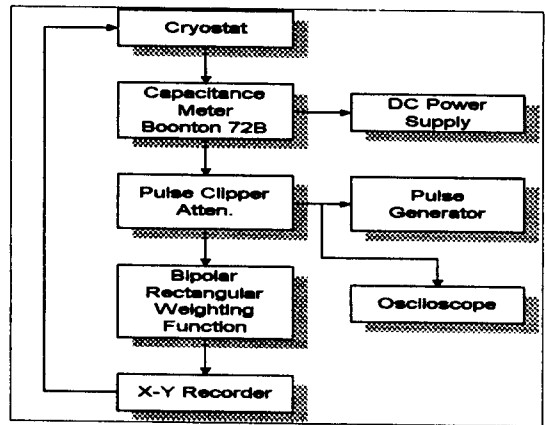 Cryostat
Capacitance
Meter
Boonton 72B
DC Power
Supply
Pulse Clipper
Atten.
Pulse
Generator
Bipolar
Rectangular
Weighting
Function
Osciloscope
X-Y Recorder